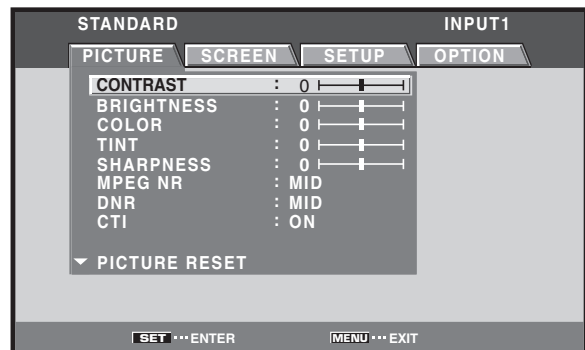 STANDARD INPUT1
PICTURE SCREEN SETUP OPTION
CONTRAST : 0
BRIGHTNESS : 0
COLOR : 0
TINT : 0
SHARPNESS : 0
MPEG NR : MID
DNR : MID
CTI : ON
PICTURE RESET
SET ··· ENTER MENU ··· EXIT